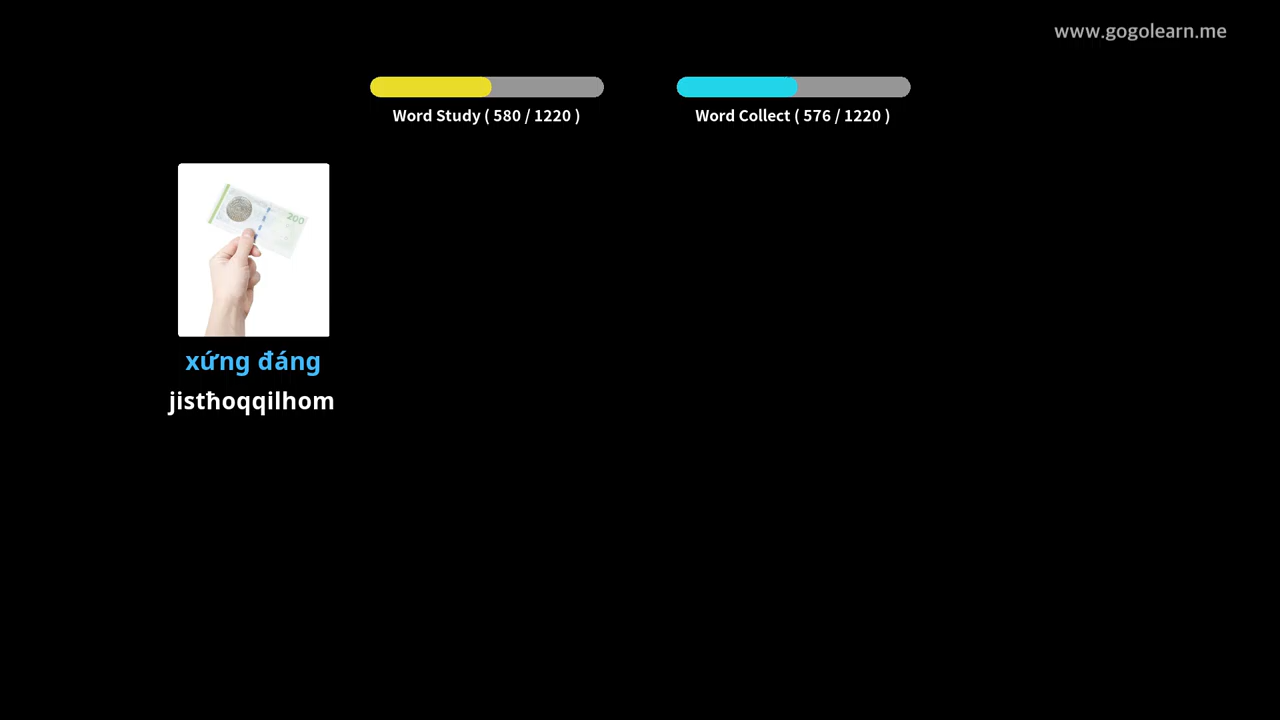 www.gogolearn.me
Word Study ( 580 / 1220 )
Word Collect ( 576 / 1220 )
200
xứng đáng
jistħoqqilhom